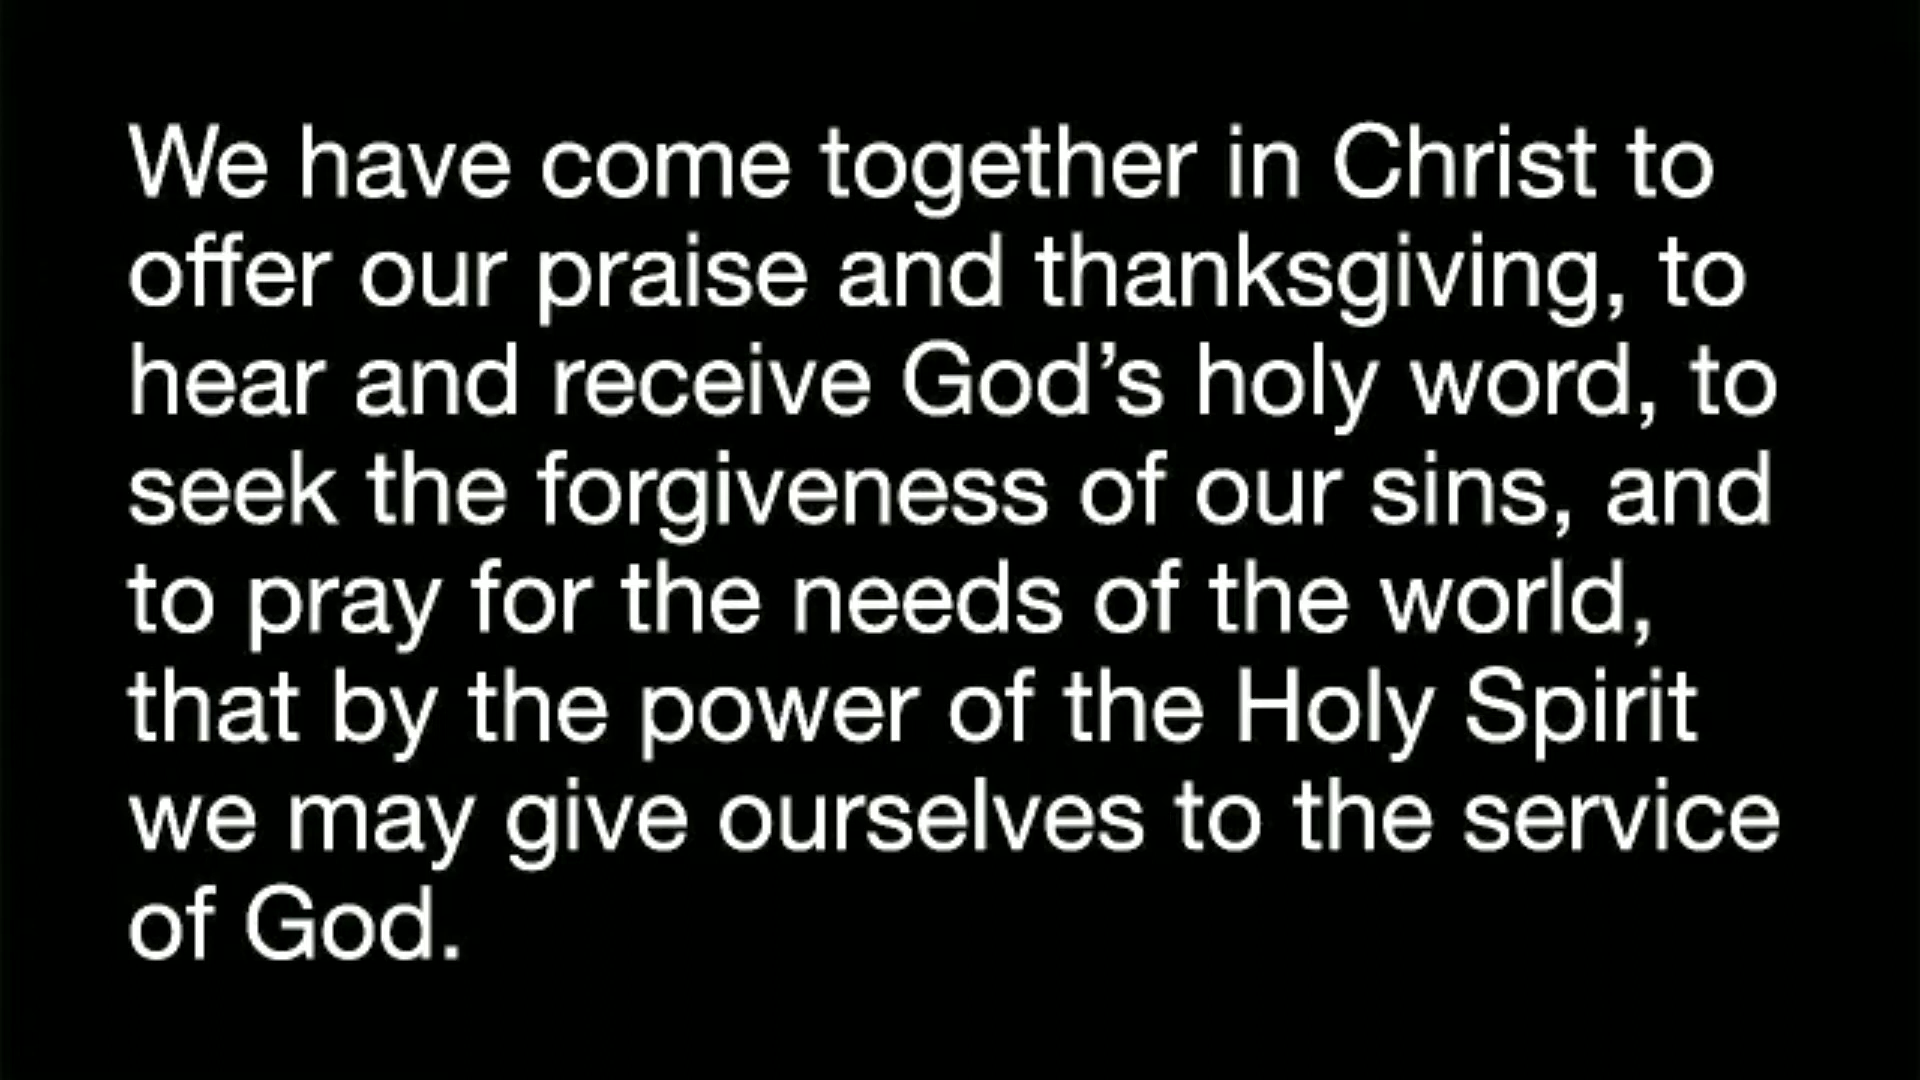 We have come together in Christ to
offer our praise and thanksgiving, to
hear and receive God’s holy word, to
seek the forgiveness of our sins, and
to pray for the needs of the world,
that by the power of the Holy Spirit
we may give ourselves to the service
of God.